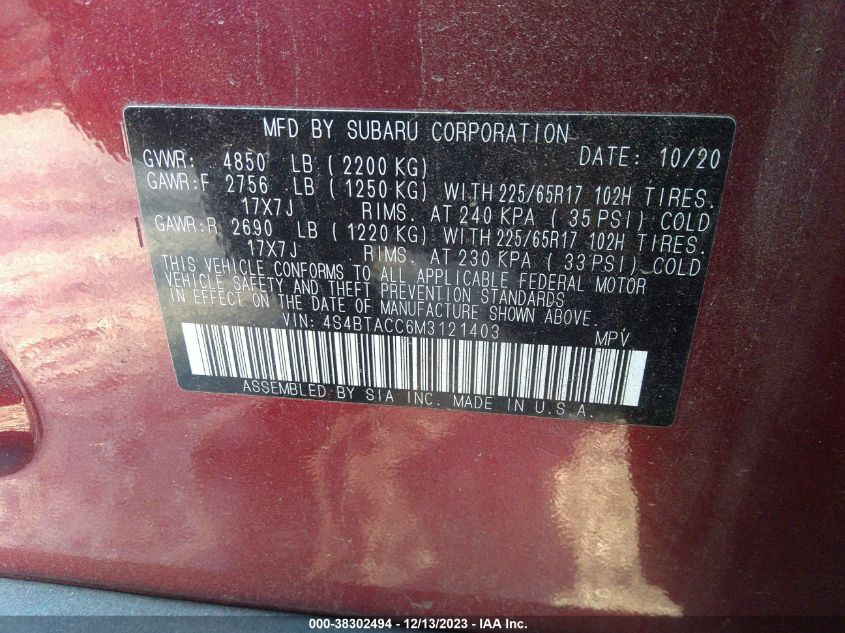 MFD BY SUBARU CORPORATION
GVWR: 4850 LB (2200 KG) DATE: 10/20
GAWR:F 2756 LB (1250 KG) WITH 225/65R17 102H TIRES.
17X7J RIMS. AT 240 KPA (35 PSI) COLD
GAWR:R 2690 LB (1220 KG) WITH 225/65R17 102H TIRES.
17X7J RIMS. AT 230 KPA (33 PSI) COLD
THIS VEHICLE CONFORMS TO ALL APPLICABLE FEDERAL MOTOR
VEHICLE SAFETY AND THEFT PREVENTION STANDARDS
IN EFFECT ON THE DATE OF MANUFACTURE SHOWN ABOVE.
VIN: 4S4BTACC6M3121403 MPV
ASSEMBLED BY SIA INC. MADE IN U.S.A.
000-38302494 - 12/13/2023 - IAA Inc.